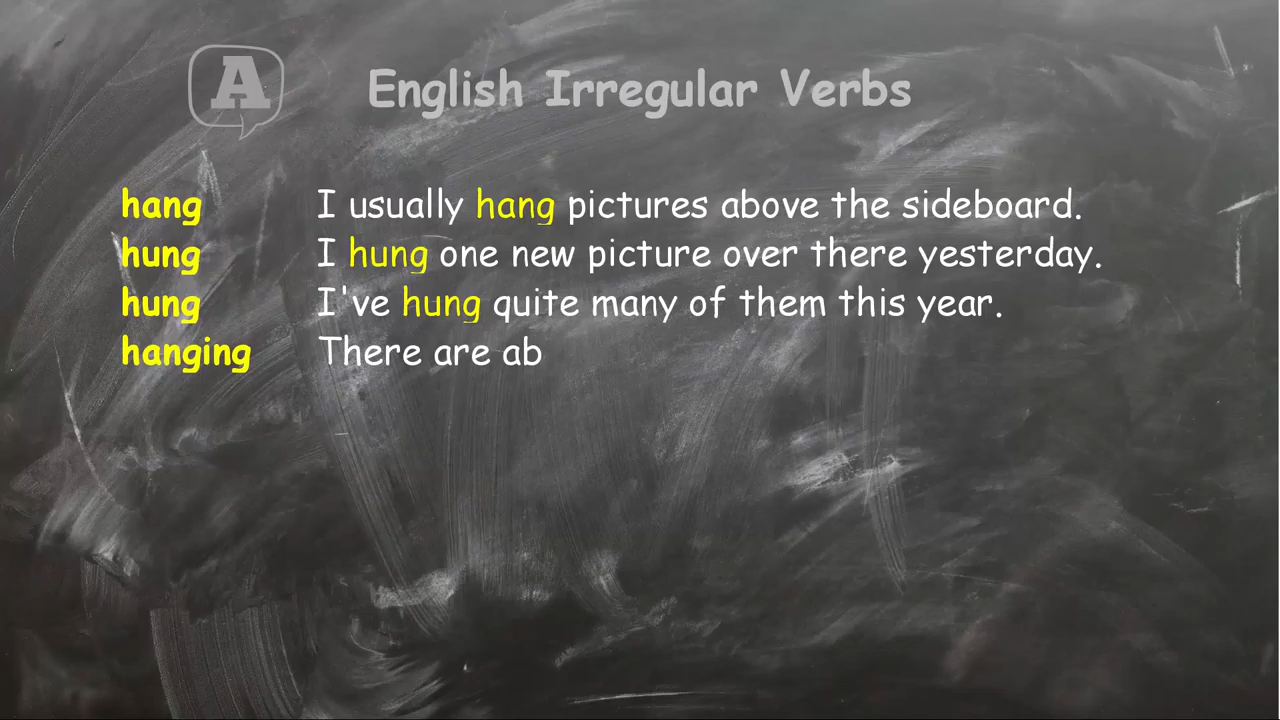 A English Irregular Verbs
hang I usually hang pictures above the sideboard.
hung I hung one new picture over there yesterday.
hung I've hung quite many of them this year.
hanging There are ab